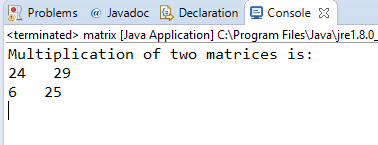 Problems @ Javadoc Declaration Console
<terminated> matrix [Java Application] C:\Program Files\Java\jre1.8.0_
Multiplication of two matrices is:
24 29
6 25